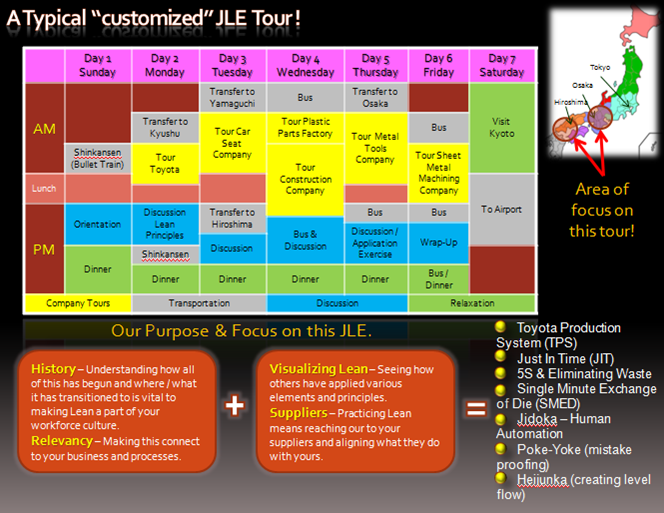 A Typical “customized” JLE Tour!
Tokyo
Osaka
Hiroshima
Day 1 Sunday
Day 2 Monday
Day 3 Tuesday
Day 4 Wednesday
Day 5 Thursday
Day 6 Friday
Day 7 Saturday
AM
Transfer to Yamaguchi
Bus
Transfer to Osaka
Visit Kyoto
Transfer to Kyushu
Tour Car Seat Company
Tour Plastic Parts Factory
Tour Metal Tools Company
Bus
Shinkansen (Bullet Train)
Tour Toyota
Tour Construction Company
Tour Sheet Metal Machining Company
Lunch
To Airport
PM
Orientation
Discussion Lean Principles
Transfer to Hiroshima
Bus & Discussion
Bus
Bus
Discussion
Discussion / Application Exercise
Wrap-Up
Shinkansen
Dinner
Dinner
Dinner
Dinner
Dinner
Bus / Dinner
Company Tours
Transportation
Discussion
Relaxation
Area of
focus on
this tour!
Our Purpose & Focus on this JLE.
History – Understanding how all
of this has begun and where / what
it has transitioned to is vital to
making Lean a part of your
workforce culture.
Relevancy – Making this connect
to your business and processes.
+
Visualizing Lean – Seeing how
others have applied various
elements and principles.
Suppliers – Practicing Lean
means reaching our to your
suppliers and aligning what they do
with yours.
=
Toyota Production
System (TPS)
Just In Time (JIT)
5S & Eliminating Waste
Single Minute Exchange
of Die (SMED)
Jidoka – Human
Automation
Poke-Yoke (mistake
proofing)
Heijunka (creating level
flow)